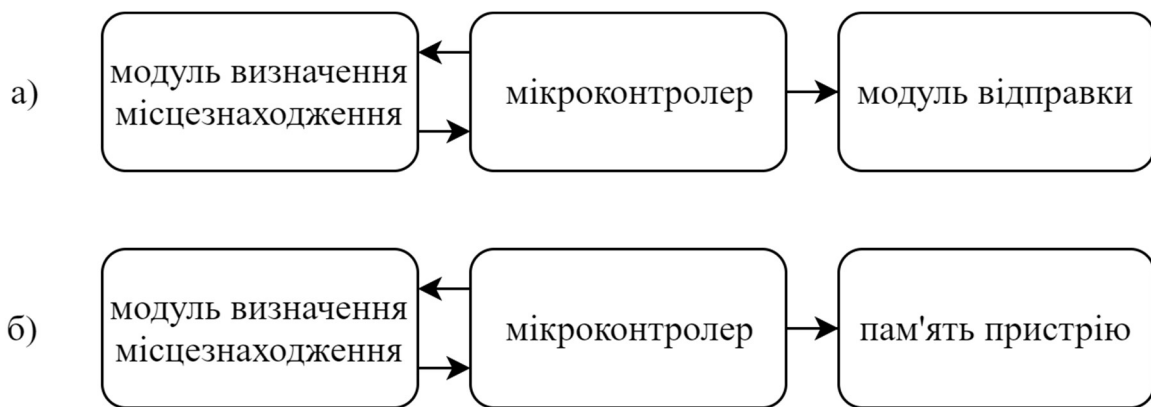 а)
модуль визначення
місцезнаходження
мікроконтролер
модуль відправки
б)
модуль визначення
місцезнаходження
мікроконтролер
пам'ять пристрію